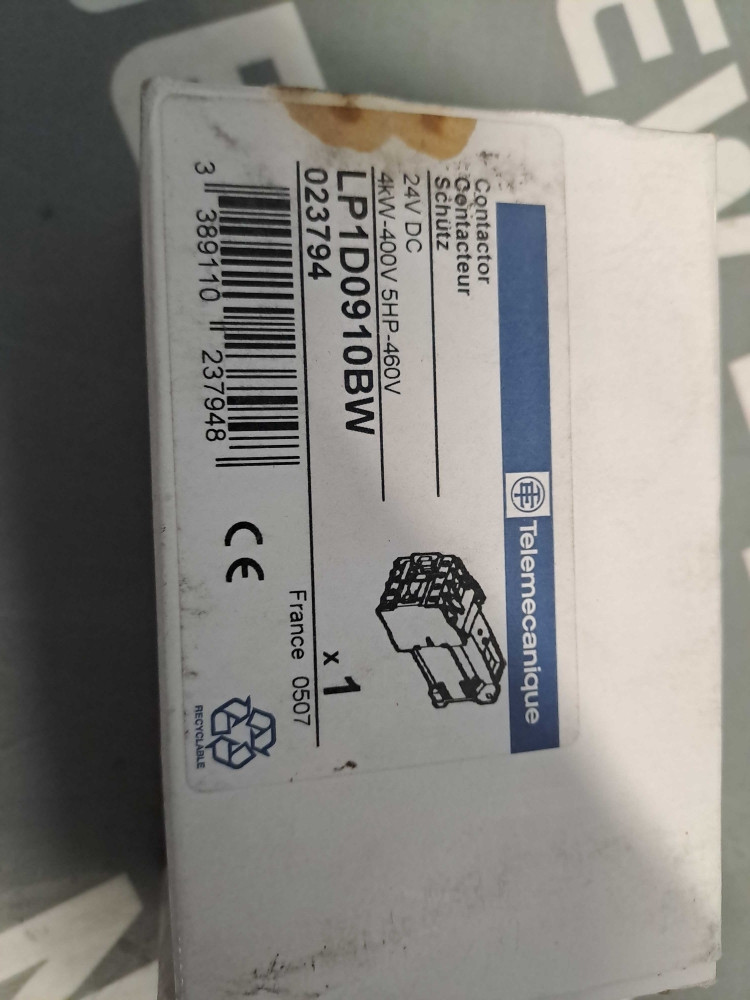 Telemecanique
Contactor
Contacteur
Schütz
24V DC
4kW-400V 5HP-460V
LP1D0910BW
x 1
023794
France 0507
3 389110 237948
CE
RECYCLABLE